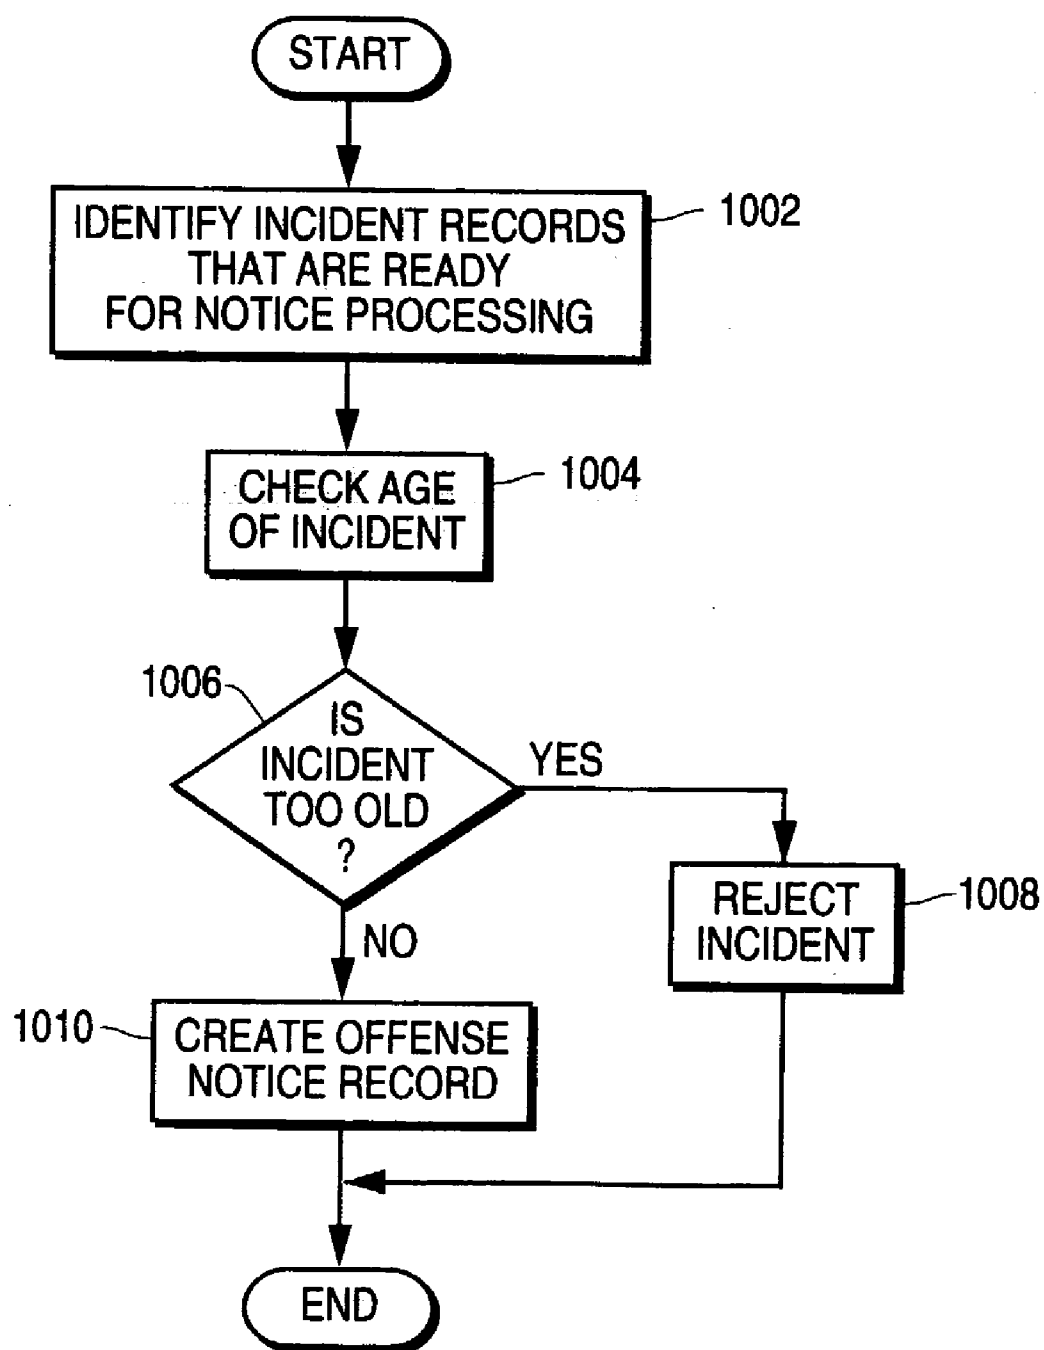 START
IDENTIFY INCIDENT RECORDS
THAT ARE READY
FOR NOTICE PROCESSING
1002
CHECK AGE
OF INCIDENT
1004
1006
IS
INCIDENT
TOO OLD
?
YES
NO
REJECT
INCIDENT
1008
1010
CREATE OFFENSE
NOTICE RECORD
END